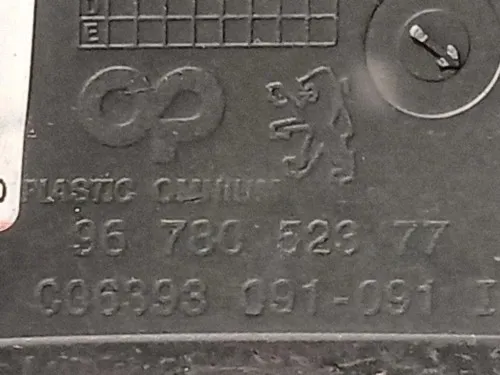 E
PLASTIC OMNIUM
96 780 523 77
C06393 091-091 I